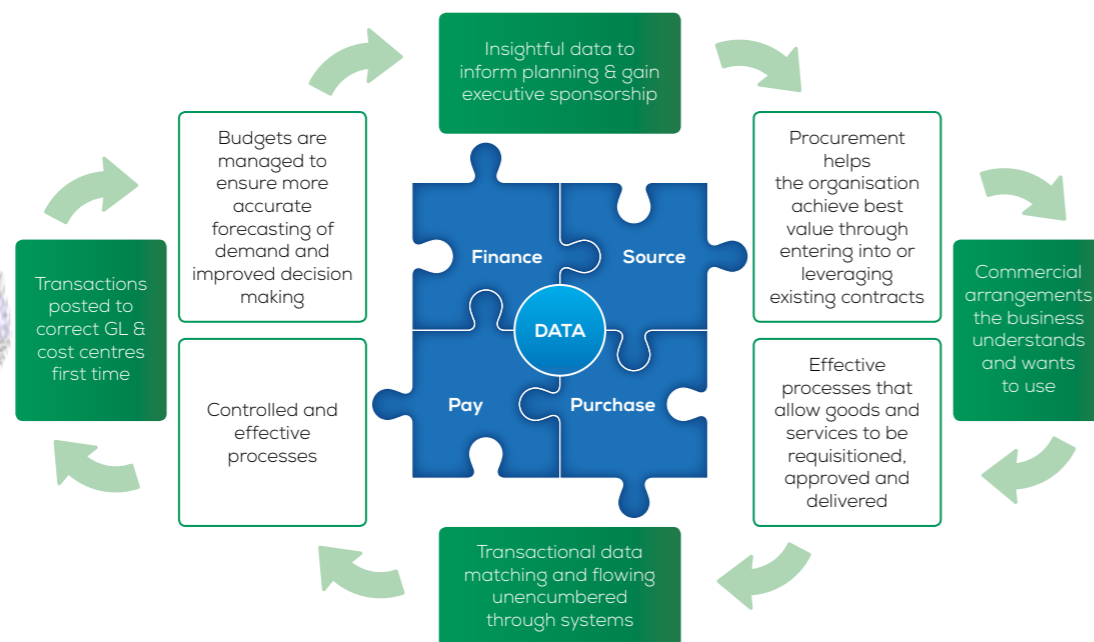 Insightful data to
inform planning & gain
executive sponsorship
Budgets are
managed to
ensure more
accurate
forecasting of
demand and
improved decision
making
Procurement
helps
the organisation
achieve best
value through
entering into or
leveraging
existing contracts
Finance
Source
Transactions
posted to
correct GL &
cost centres
first time
DATA
Commercial
arrangements
the business
understands
and wants
to use
Controlled and
effective
processes
Pay
Purchase
Effective
processes that
allow goods and
services to be
requisitioned,
approved and
delivered
Transactional data
matching and flowing
unencumbered
through systems